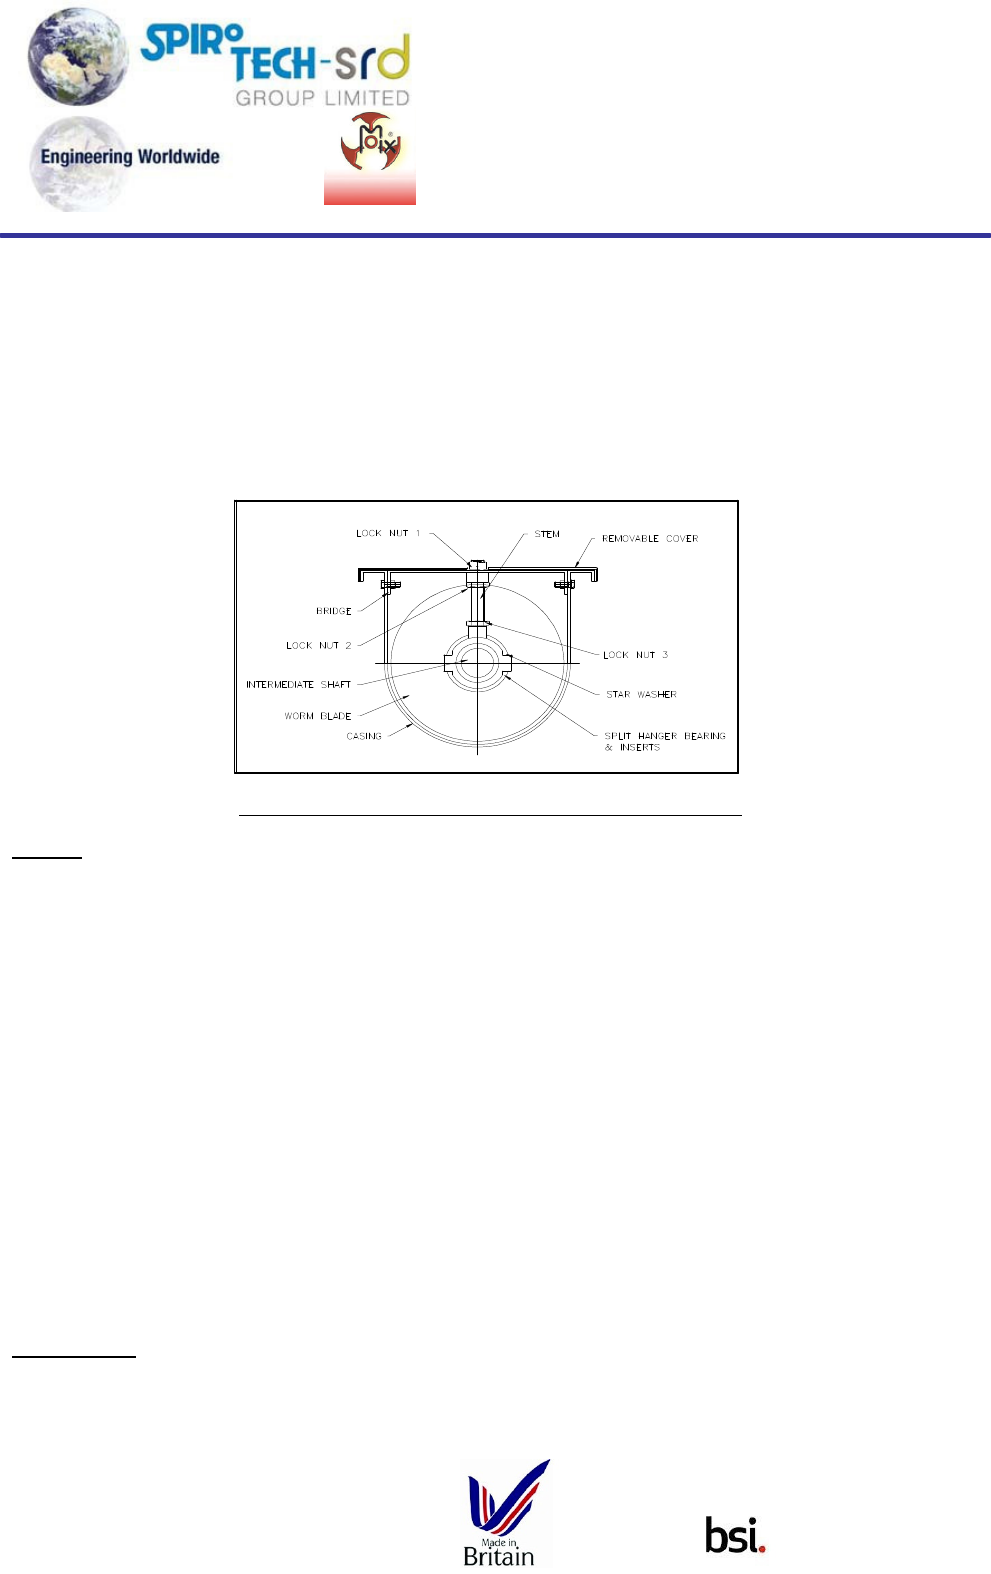 SPIRO
TECH-srd
GROUP LIMITED
Engineering Worldwide
Moix®
LOCK NUT 1
STEM
REMOVABLE COVER
BRIDGE
LOCK NUT 2
LOCK NUT 3
INTERMEDIATE SHAFT
STAR WASHER
WORM BLADE
CASING
SPLIT HANGER BEARING
& INSERTS
Made in
Britain
bsi.